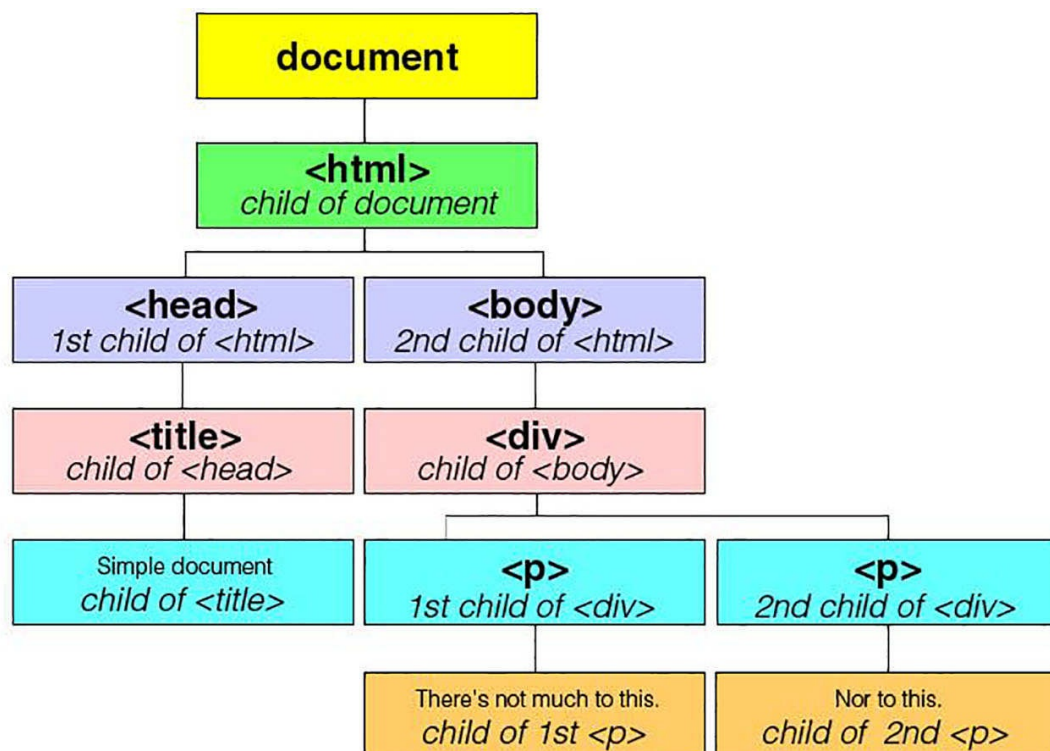 document
<html>
child of document
<head>
1st child of <html>
<body>
2nd child of <html>
<title>
child of <head>
<div>
child of <body>
Simple document
child of <title>
<p>
1st child of <div>
<p>
2nd child of <div>
There's not much to this.
child of 1st <p>
Nor to this.
child of 2nd <p>